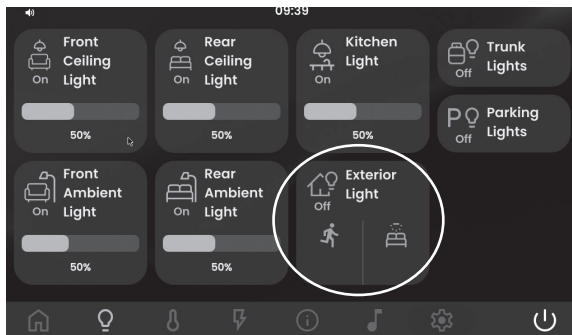 09:39
Front
Ceiling
Light
On
50%
Rear
Ceiling
Light
On
50%
Kitchen
Light
On
50%
Trunk
Lights
Off
P
Parking
Lights
Off
Front
Ambient
Light
On
50%
Rear
Ambient
Light
On
50%
Exterior
Light
Off